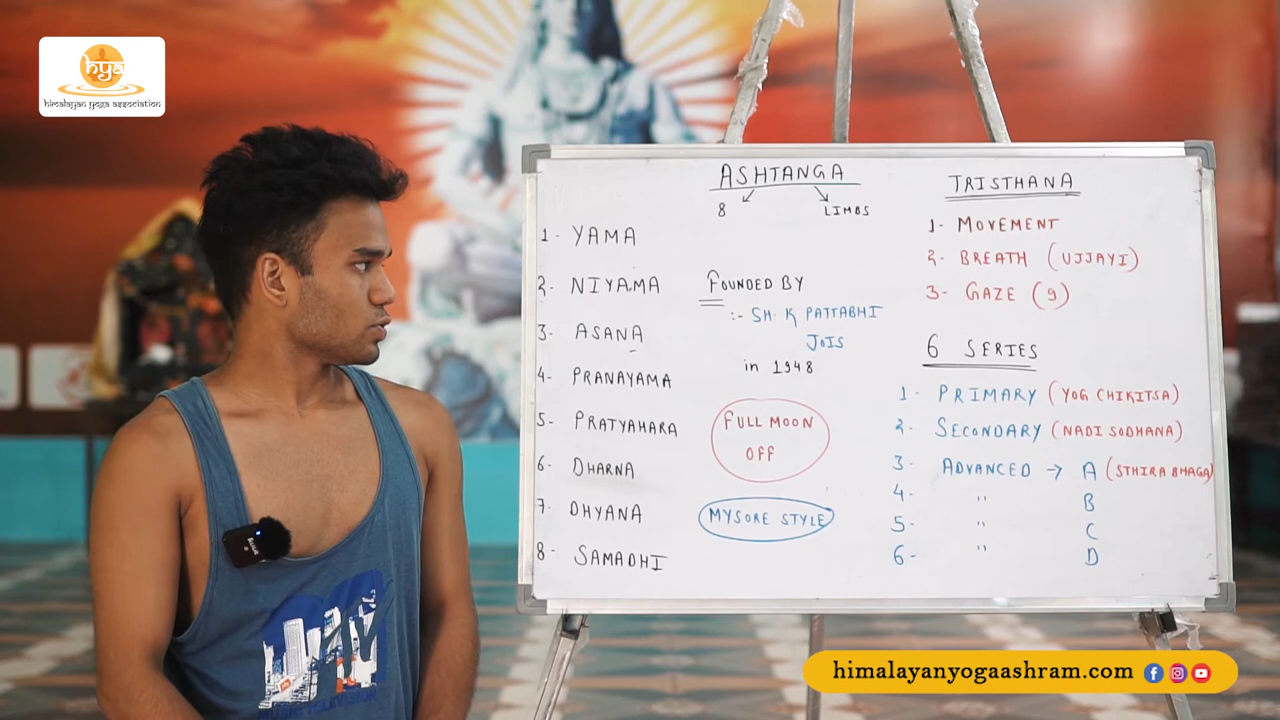 hya
himalayan yoga association
ASHTANGA
8 LIMBS
1- YAMA
2- NIYAMA
3- ASANA
4- PRANAYAMA
5- PRATYAHARA
6- DHARNA
7- DHYANA
8- SAMADHI
FOUNDED BY
:- SH. K PATTABHI
JOIS
in 1948
FULL MOON
OFF
MYSORE STYLE
TRISTHANA
1- MOVEMENT
2- BREATH (UJJAYI)
3- GAZE (9)
6 SERIES
1- PRIMARY (YOG CHIKITSA)
2- SECONDARY (NADI SODHANA)
3- ADVANCED → A (STHIRA BHAGA)
4- " B
5- " C
6- " D
MTV
MUSIC TELEVISION
himalayanyogaashram.com